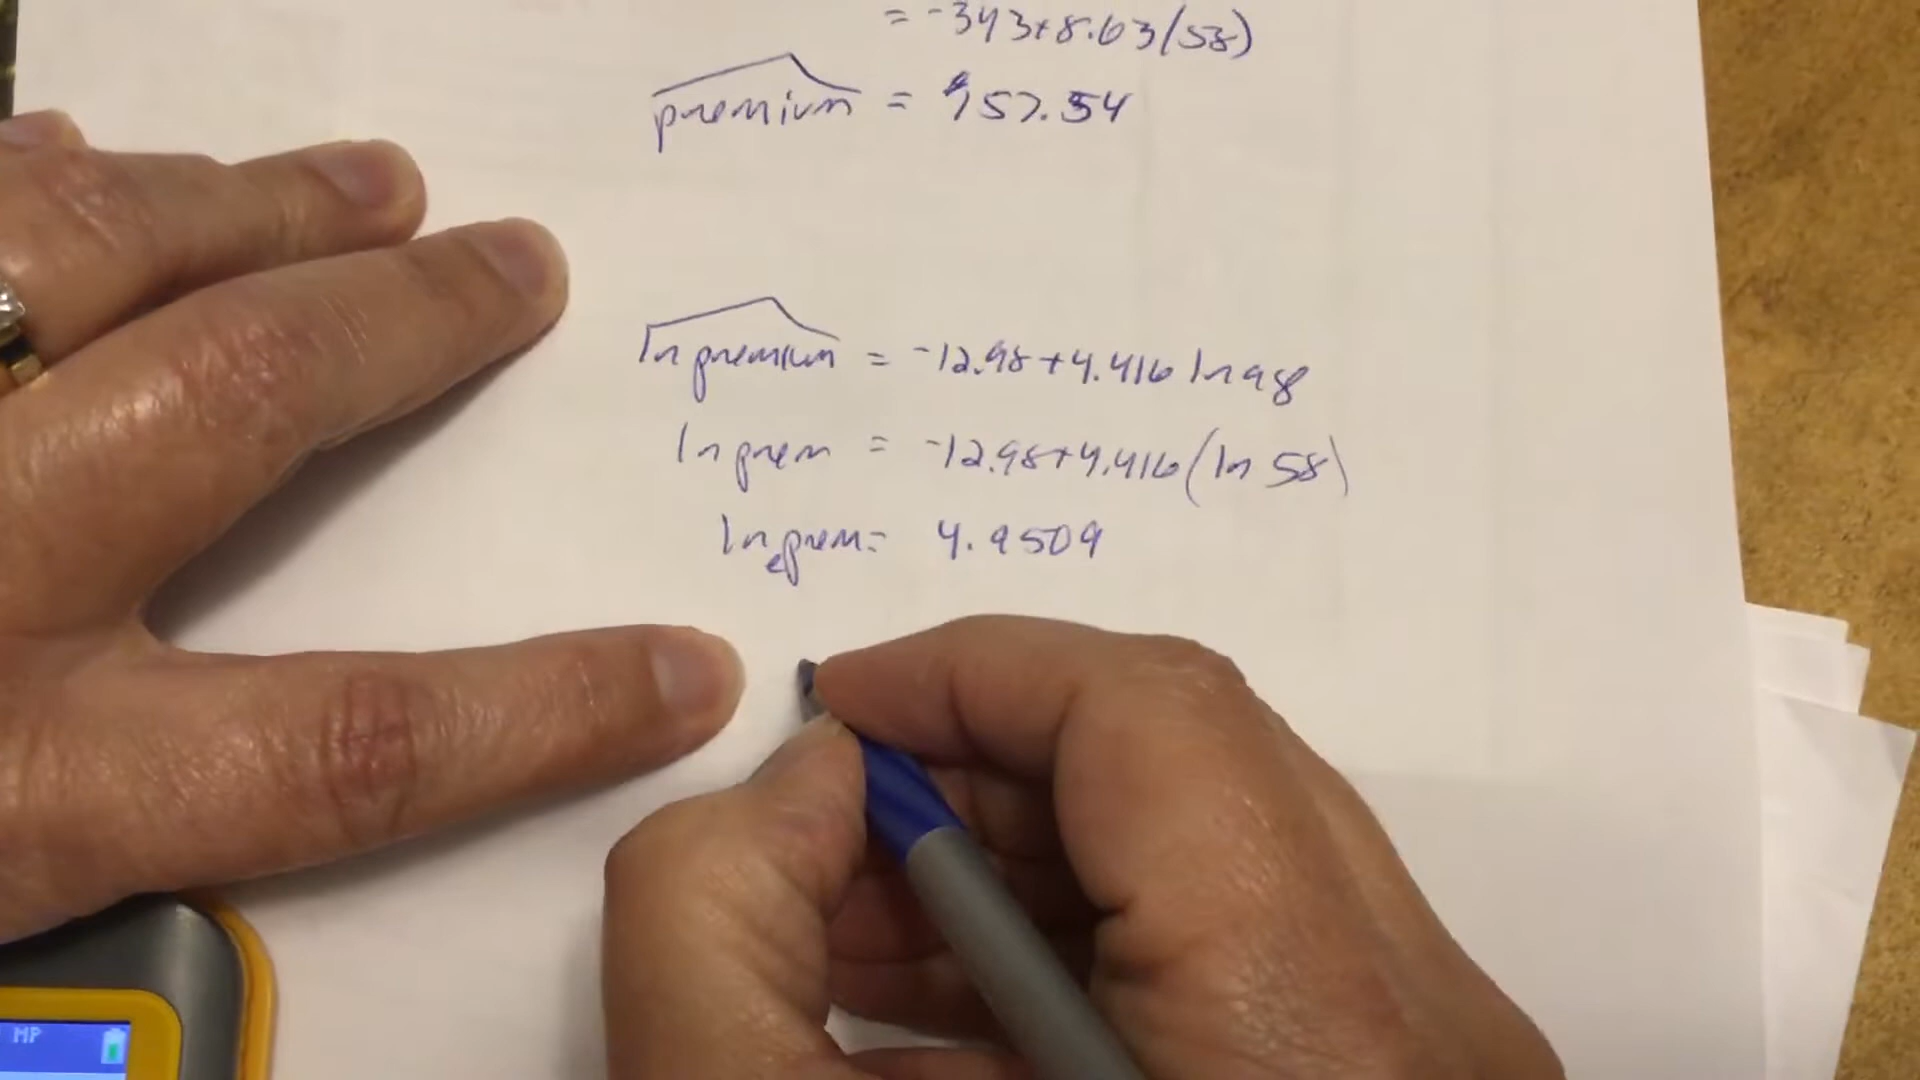 = -343+8.63(58)
premium = $157.54
ln premium = -12.98+4.416 ln age
ln prem = -12.98+4.416(ln 58)
ln e prem = 4.9509
MP